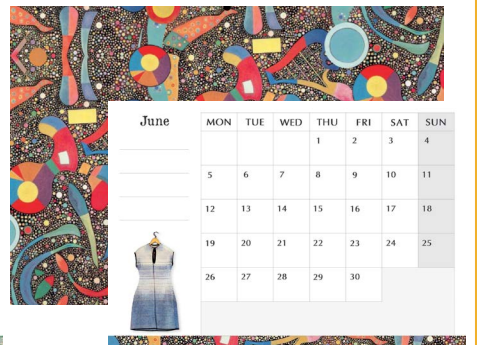 June
MON TUE WED THU FRI SAT SUN
1 2 3 4
5 6 7 8 9 10 11
12 13 14 15 16 17 18
19 20 21 22 23 24 25
26 27 28 29 30